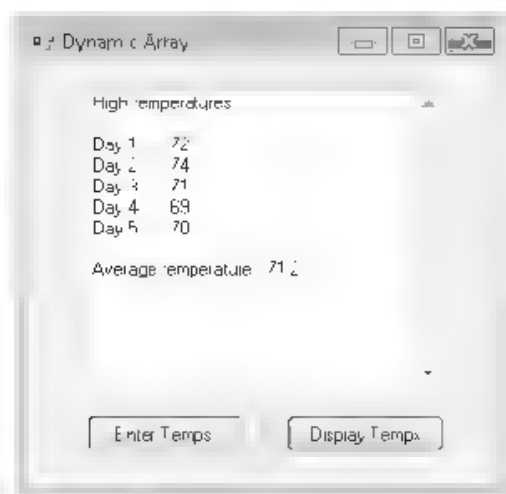 Dynamic Array
High temperatures
Day 1 72
Day 2 74
Day 3 71
Day 4 69
Day 5 70
Average temperature 71.2
Enter Temps
Display Temps